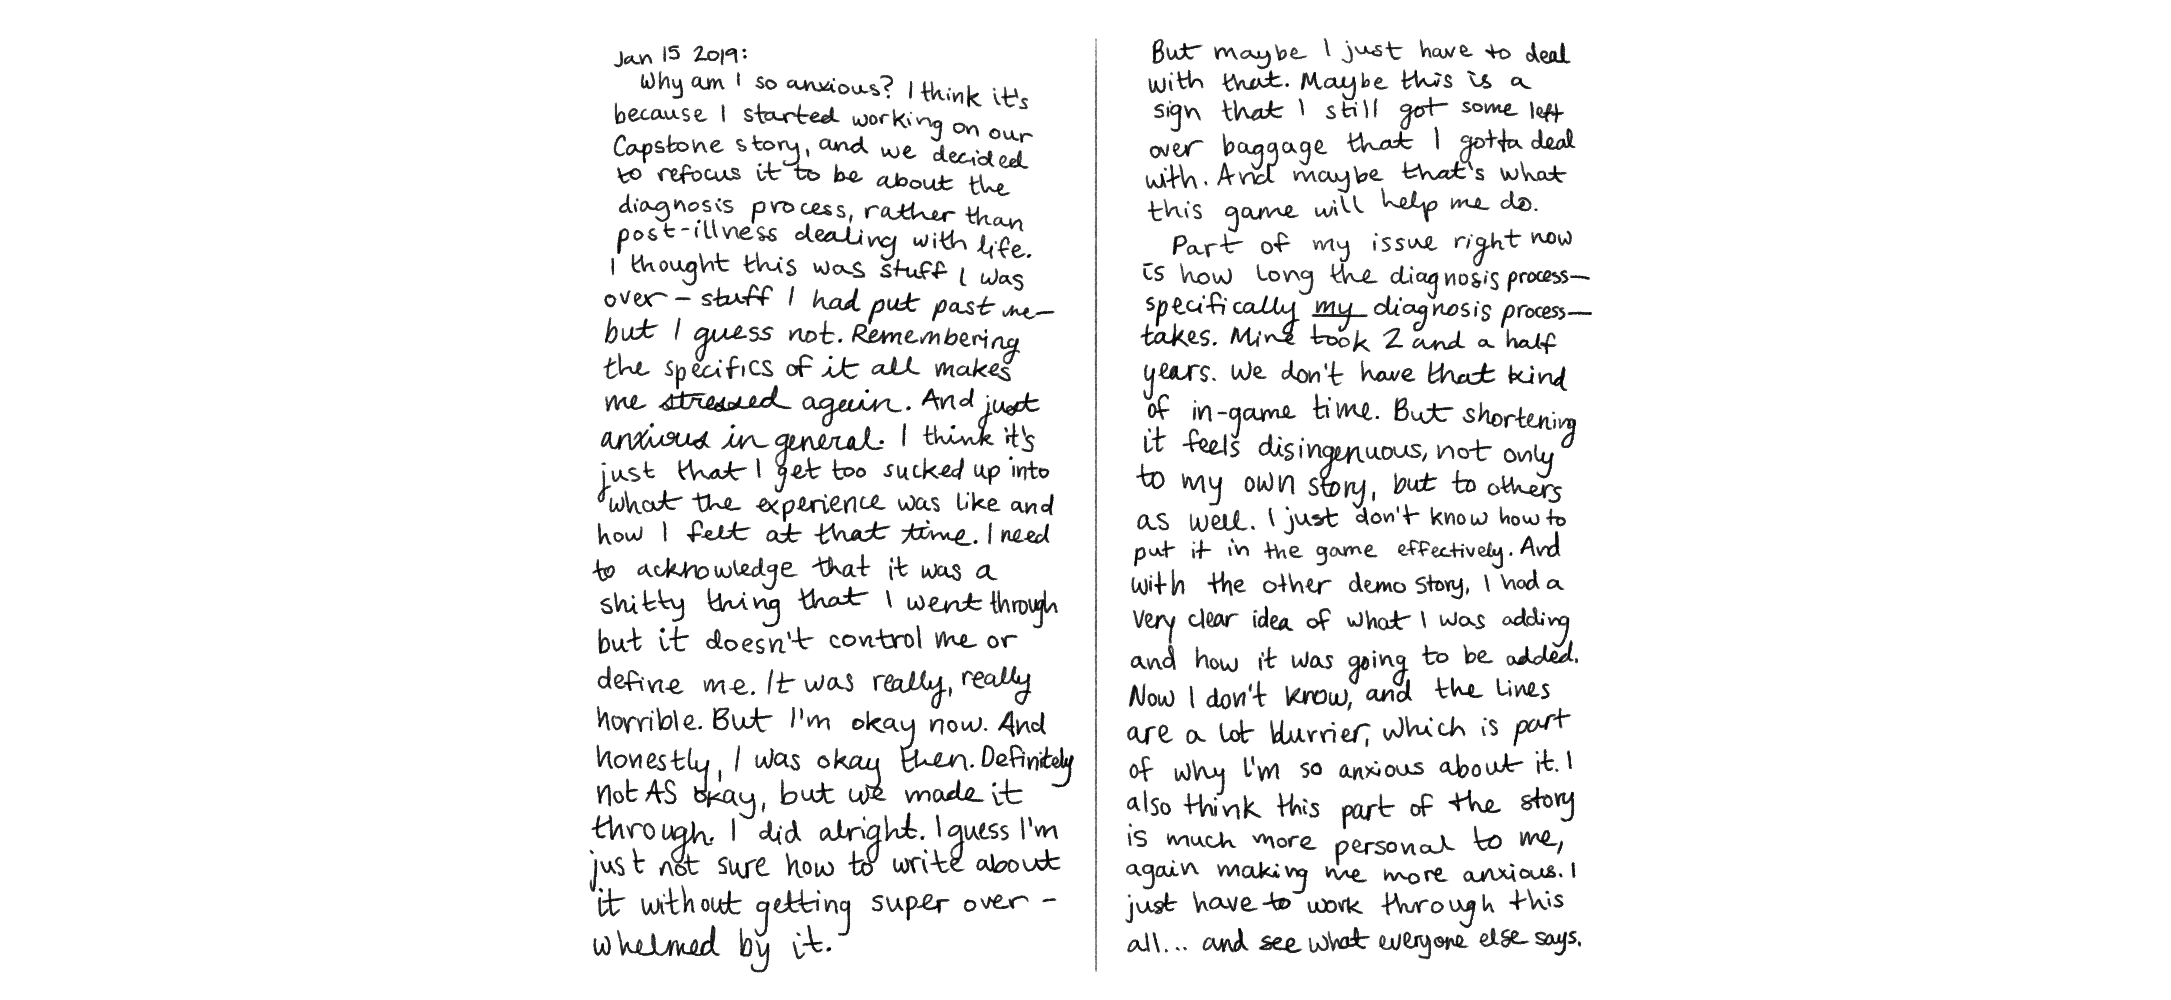 Jan 15 2019:
Why am I so anxious? I think it's
because I started working on our
Capstone story, and we decided
to refocus it to be about the
diagnosis process, rather than
post-illness dealing with life.
I thought this was stuff I was
over – stuff I had put past me –
but I guess not. Remembering
the specifics of it all makes
me stressed again. And just
anxious in general. I think it's
just that I get too sucked up into
what the experience was like and
how I felt at that time. I need
to acknowledge that it was a
shitty thing that I went through
but it doesn't control me or
define me. It was really, really
horrible. But I'm okay now. And
honestly, I was okay then. Definitely
not AS okay, but we made it
through. I did alright. I guess I'm
just not sure how to write about
it without getting super over-
whelmed by it.
But maybe I just have to deal
with that. Maybe this is a
sign that I still got some left
over baggage that I gotta deal
with. And maybe that's what
this game will help me do.
Part of my issue right now
is how long the diagnosis process—
specifically my diagnosis process—
takes. Mine took 2 and a half
years. We don't have that kind
of in-game time. But shortening
it feels disingenuous, not only
to my own story, but to others
as well. I just don't know how to
put it in the game effectively. And
with the other demo story, I had a
very clear idea of what I was adding
and how it was going to be added.
Now I don't know, and the lines
are a lot blurrier, which is part
of why I'm so anxious about it. I
also think this part of the story
is much more personal to me,
again making me more anxious. I
just have to work through this
all... and see what everyone else says.